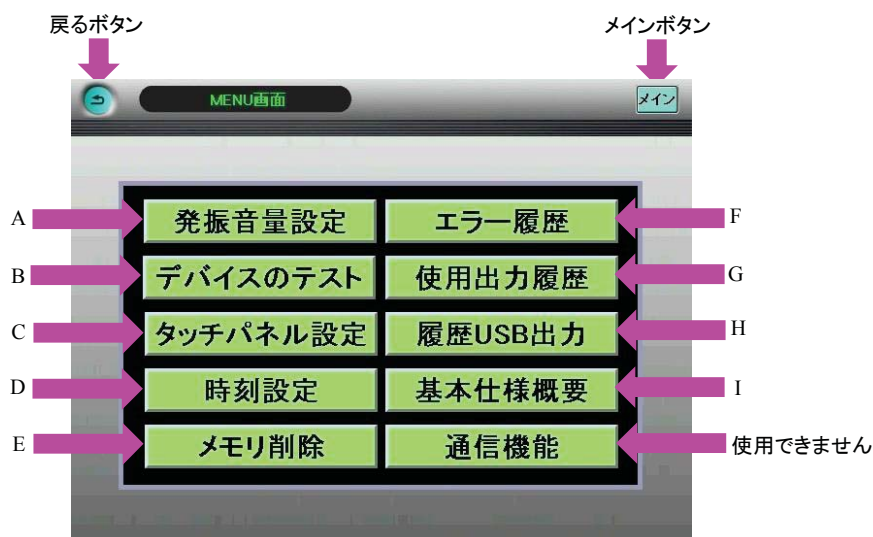 戻るボタン
メインボタン
MENU画面
メイン
A
発振音量設定
エラー履歴
F
B
デバイスのテスト
使用出力履歴
G
C
タッチパネル設定
履歴USB出力
H
D
時刻設定
基本仕様概要
I
E
メモリ削除
通信機能
使用できません